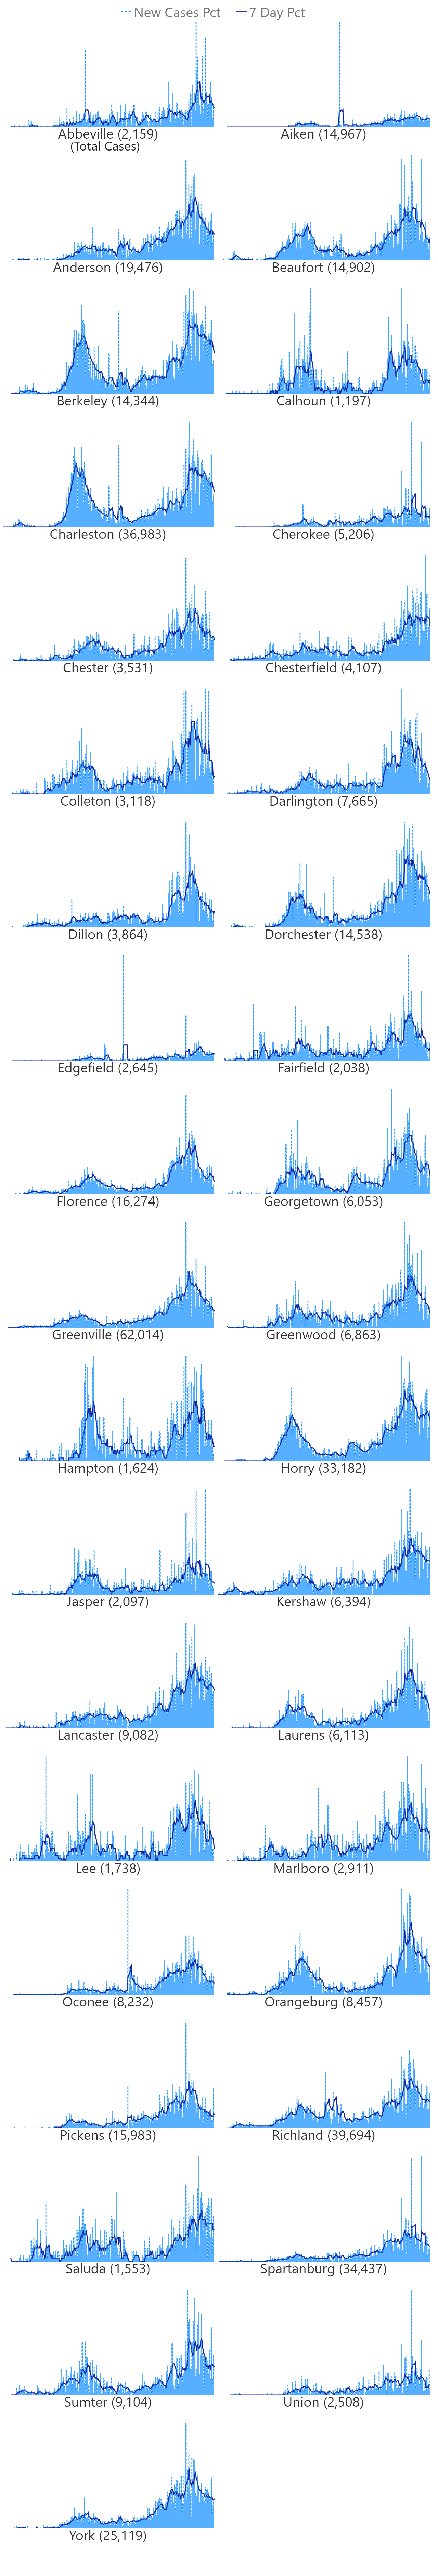 New Cases Pct 7 Day Pct
Abbeville (2,159)
(Total Cases)
Aiken (14,967)
Anderson (19,476)
Beaufort (14,902)
Berkeley (14,344)
Calhoun (1,197)
Charleston (36,983)
Cherokee (5,206)
Chester (3,531)
Chesterfield (4,107)
Colleton (3,118)
Darlington (7,665)
Dillon (3,864)
Dorchester (14,538)
Edgefield (2,645)
Fairfield (2,038)
Florence (16,274)
Georgetown (6,053)
Greenville (62,014)
Greenwood (6,863)
Hampton (1,624)
Horry (33,182)
Jasper (2,097)
Kershaw (6,394)
Lancaster (9,082)
Laurens (6,113)
Lee (1,738)
Marlboro (2,911)
Oconee (8,232)
Orangeburg (8,457)
Pickens (15,983)
Richland (39,694)
Saluda (1,553)
Spartanburg (34,437)
Sumter (9,104)
Union (2,508)
York (25,119)